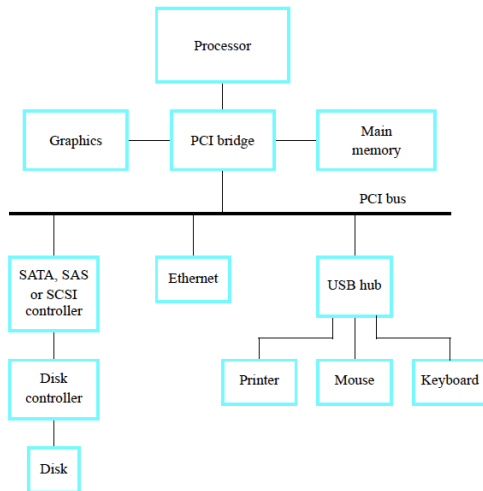 Processor
Graphics
PCI bridge
Main
memory
PCI bus
SATA, SAS
or SCSI
controller
Ethernet
USB hub
Disk
controller
Printer
Mouse
Keyboard
Disk